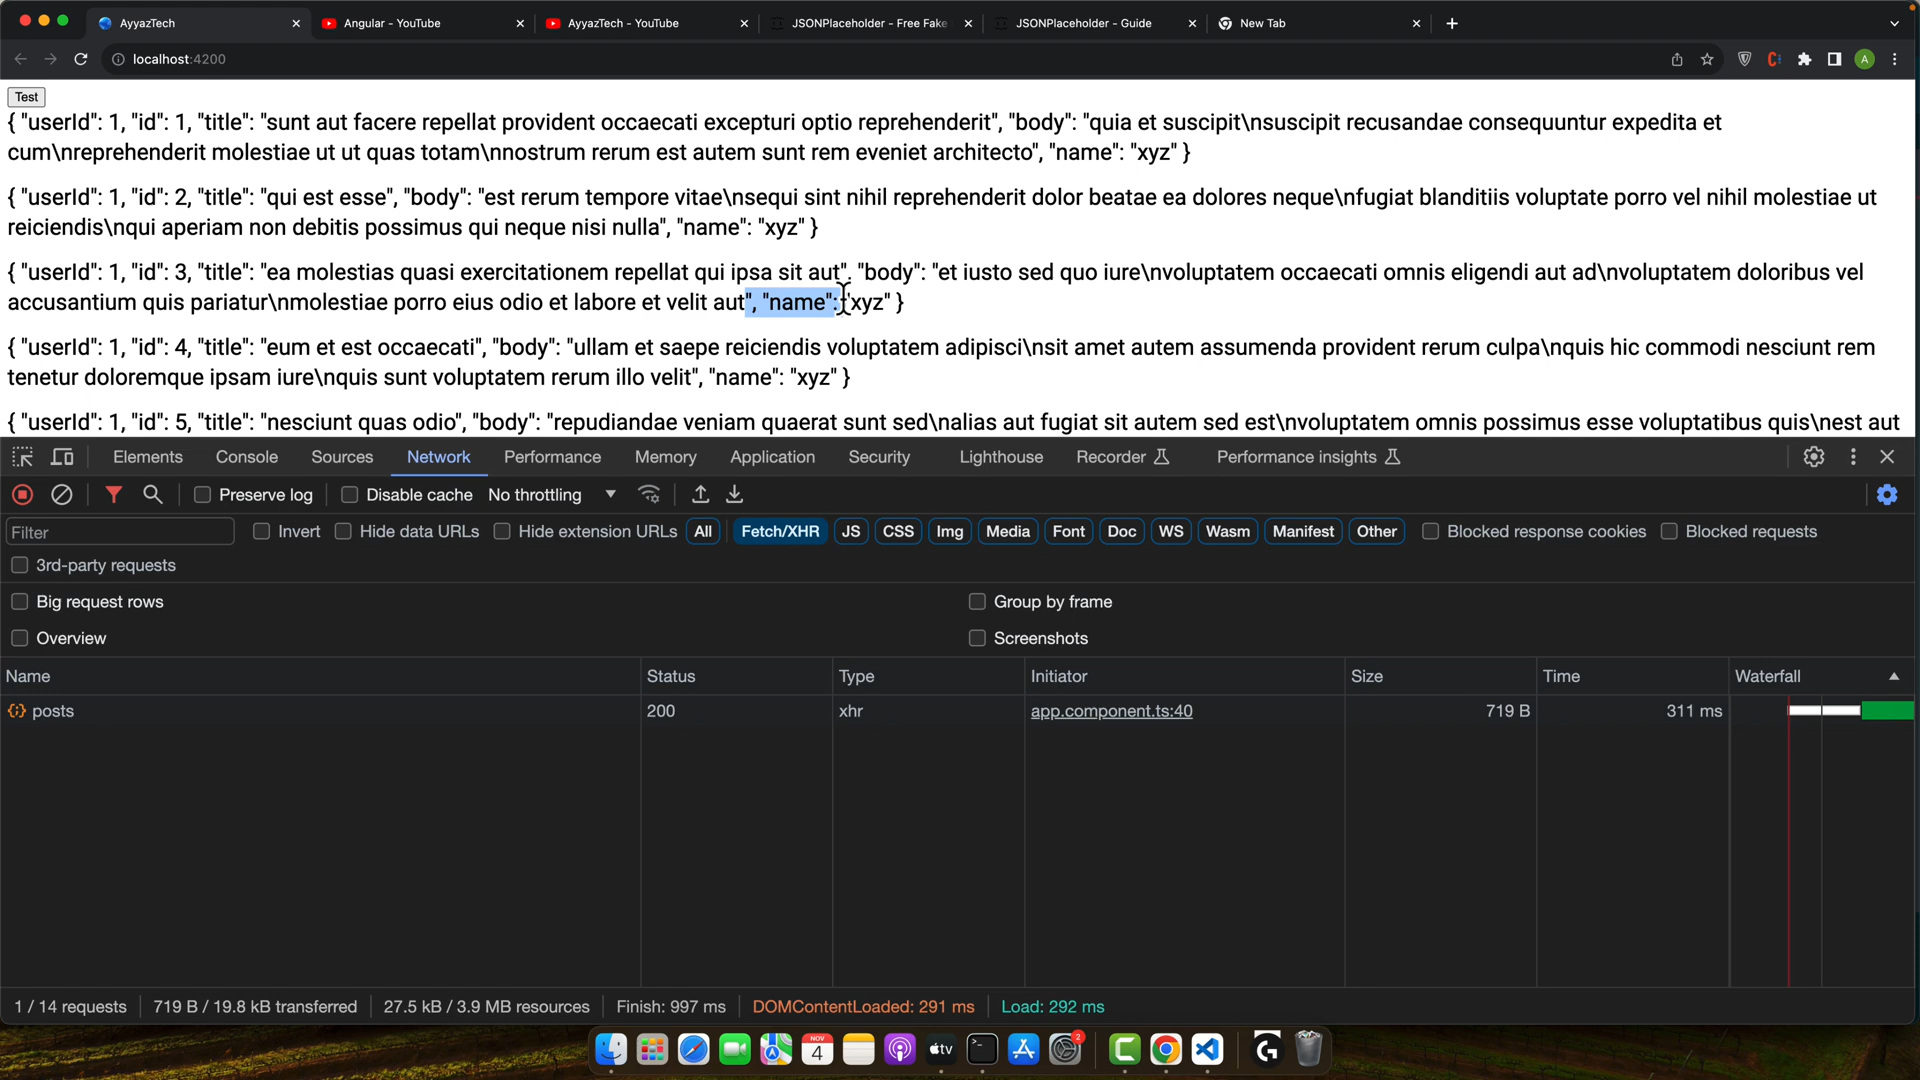 AyyazTech
Angular - YouTube
AyyazTech - YouTube
JSONPlaceholder - Free Fake
JSONPlaceholder - Guide
New Tab
localhost:4200
A
Test
{ "userId": 1, "id": 1, "title": "sunt aut facere repellat provident occaecati excepturi optio reprehenderit", "body": "quia et suscipit\nsuscipit recusandae consequuntur expedita et
cum\nreprehenderit molestiae ut ut quas totam\nnostrum rerum est autem sunt rem eveniet architecto", "name": "xyz" }
{ "userId": 1, "id": 2, "title": "qui est esse", "body": "est rerum tempore vitae\nsequi sint nihil reprehenderit dolor beatae ea dolores neque\nfugiat blanditiis voluptate porro vel nihil molestiae ut
reiciendis\nqui aperiam non debitis possimus qui neque nisi nulla", "name": "xyz" }
{ "userId": 1, "id": 3, "title": "ea molestias quasi exercitationem repellat qui ipsa sit aut", "body": "et iusto sed quo iure\nvoluptatem occaecati omnis eligendi aut ad\nvoluptatem doloribus vel
accusantium quis pariatur\nmolestiae porro eius odio et labore et velit aut", "name": "xyz" }
{ "userId": 1, "id": 4, "title": "eum et est occaecati", "body": "ullam et saepe reiciendis voluptatem adipisci\nsit amet autem assumenda provident rerum culpa\nquis hic commodi nesciunt rem
tenetur doloremque ipsam iure\nquis sunt voluptatem rerum illo velit", "name": "xyz" }
{ "userId": 1, "id": 5, "title": "nesciunt quas odio", "body": "repudiandae veniam quaerat sunt sed\nalias aut fugiat sit autem sed est\nvoluptatem omnis possimus esse voluptatibus quis\nest aut
Elements Console Sources Network Performance Memory Application Security Lighthouse Recorder Performance insights
Preserve log Disable cache No throttling
Filter Invert Hide data URLs Hide extension URLs All Fetch/XHR JS CSS Img Media Font Doc WS Wasm Manifest Other Blocked response cookies Blocked requests
3rd-party requests
Big request rows Group by frame
Overview Screenshots
Name Status Type Initiator Size Time Waterfall
posts 200 xhr app.component.ts:40 719 B 311 ms
1 / 14 requests 719 B / 19.8 kB transferred 27.5 kB / 3.9 MB resources Finish: 997 ms DOMContentLoaded: 291 ms Load: 292 ms
NOV
4
tv
2